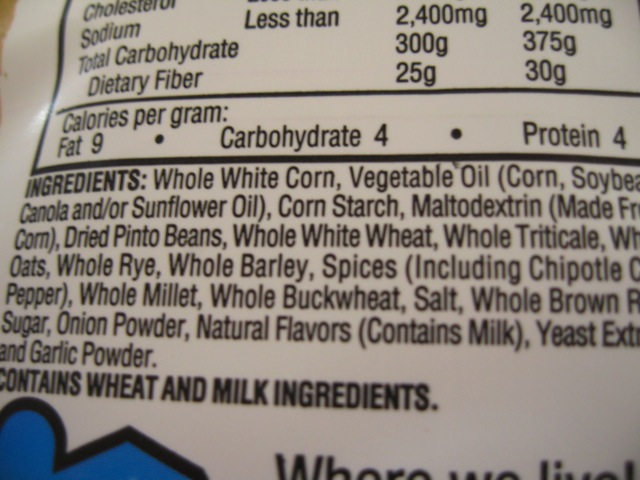 Cholesterol
Sodium Less than 2,400mg 2,400mg
Total Carbohydrate 300g 375g
Dietary Fiber 25g 30g
Calories per gram:
Fat 9 • Carbohydrate 4 • Protein 4
INGREDIENTS: Whole White Corn, Vegetable Oil (Corn, Soybea
Canola and/or Sunflower Oil), Corn Starch, Maltodextrin (Made Fr
Corn), Dried Pinto Beans, Whole White Wheat, Whole Triticale, Wh
Oats, Whole Rye, Whole Barley, Spices (Including Chipotle C
Pepper), Whole Millet, Whole Buckwheat, Salt, Whole Brown R
Sugar, Onion Powder, Natural Flavors (Contains Milk), Yeast Extr
and Garlic Powder.
CONTAINS WHEAT AND MILK INGREDIENTS.
Where we live